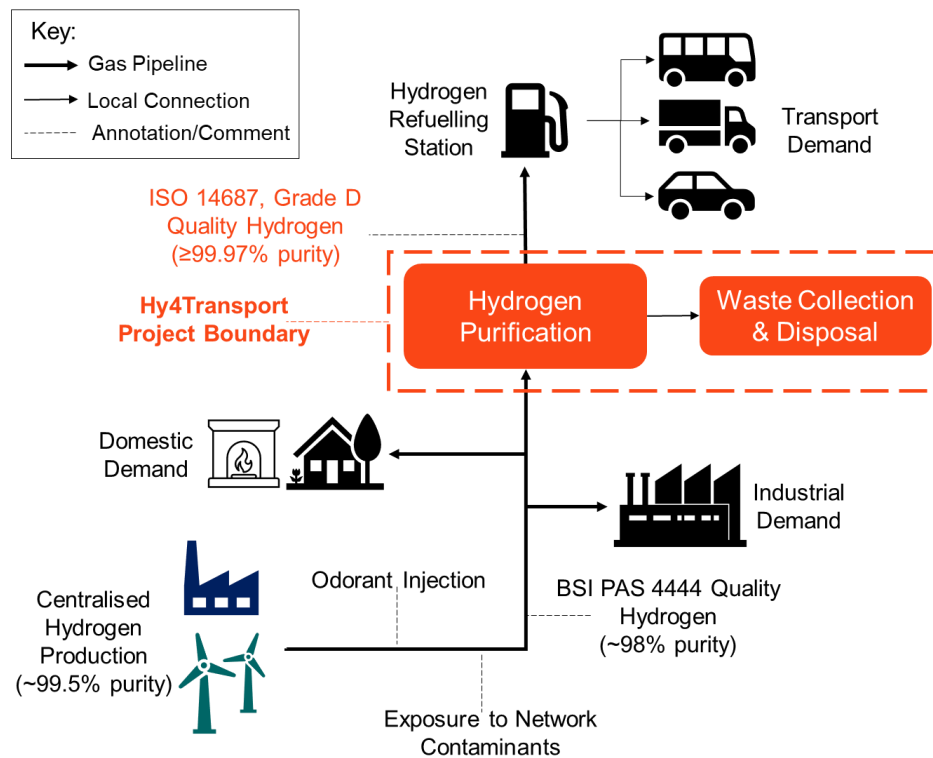 Key:
Gas Pipeline
Local Connection
Annotation/Comment
Hydrogen
Refuelling
Station
Transport
Demand
ISO 14687, Grade D
Quality Hydrogen
(≥99.97% purity)
Hy4Transport
Project Boundary
Hydrogen
Purification
Waste Collection
& Disposal
Domestic
Demand
Industrial
Demand
Odorant Injection
BSI PAS 4444 Quality
Hydrogen
(~98% purity)
Centralised
Hydrogen
Production
(~99.5% purity)
Exposure to Network
Contaminants